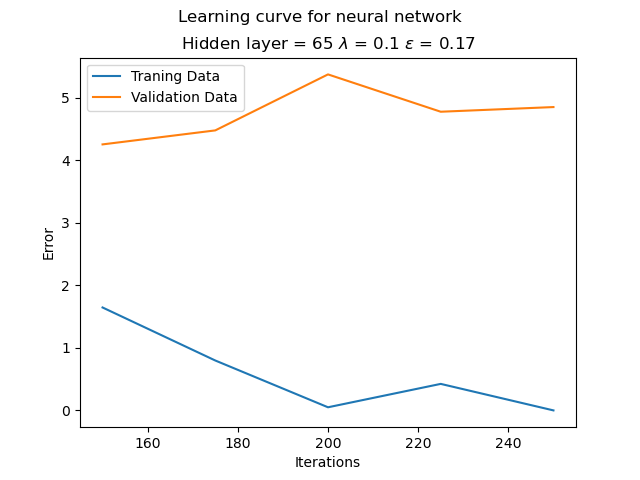 Learning curve for neural network
Hidden layer = 65 λ = 0.1 ε = 0.17
Traning Data
Validation Data
5
4
3
2
1
0
Error
160 180 200 220 240
Iterations